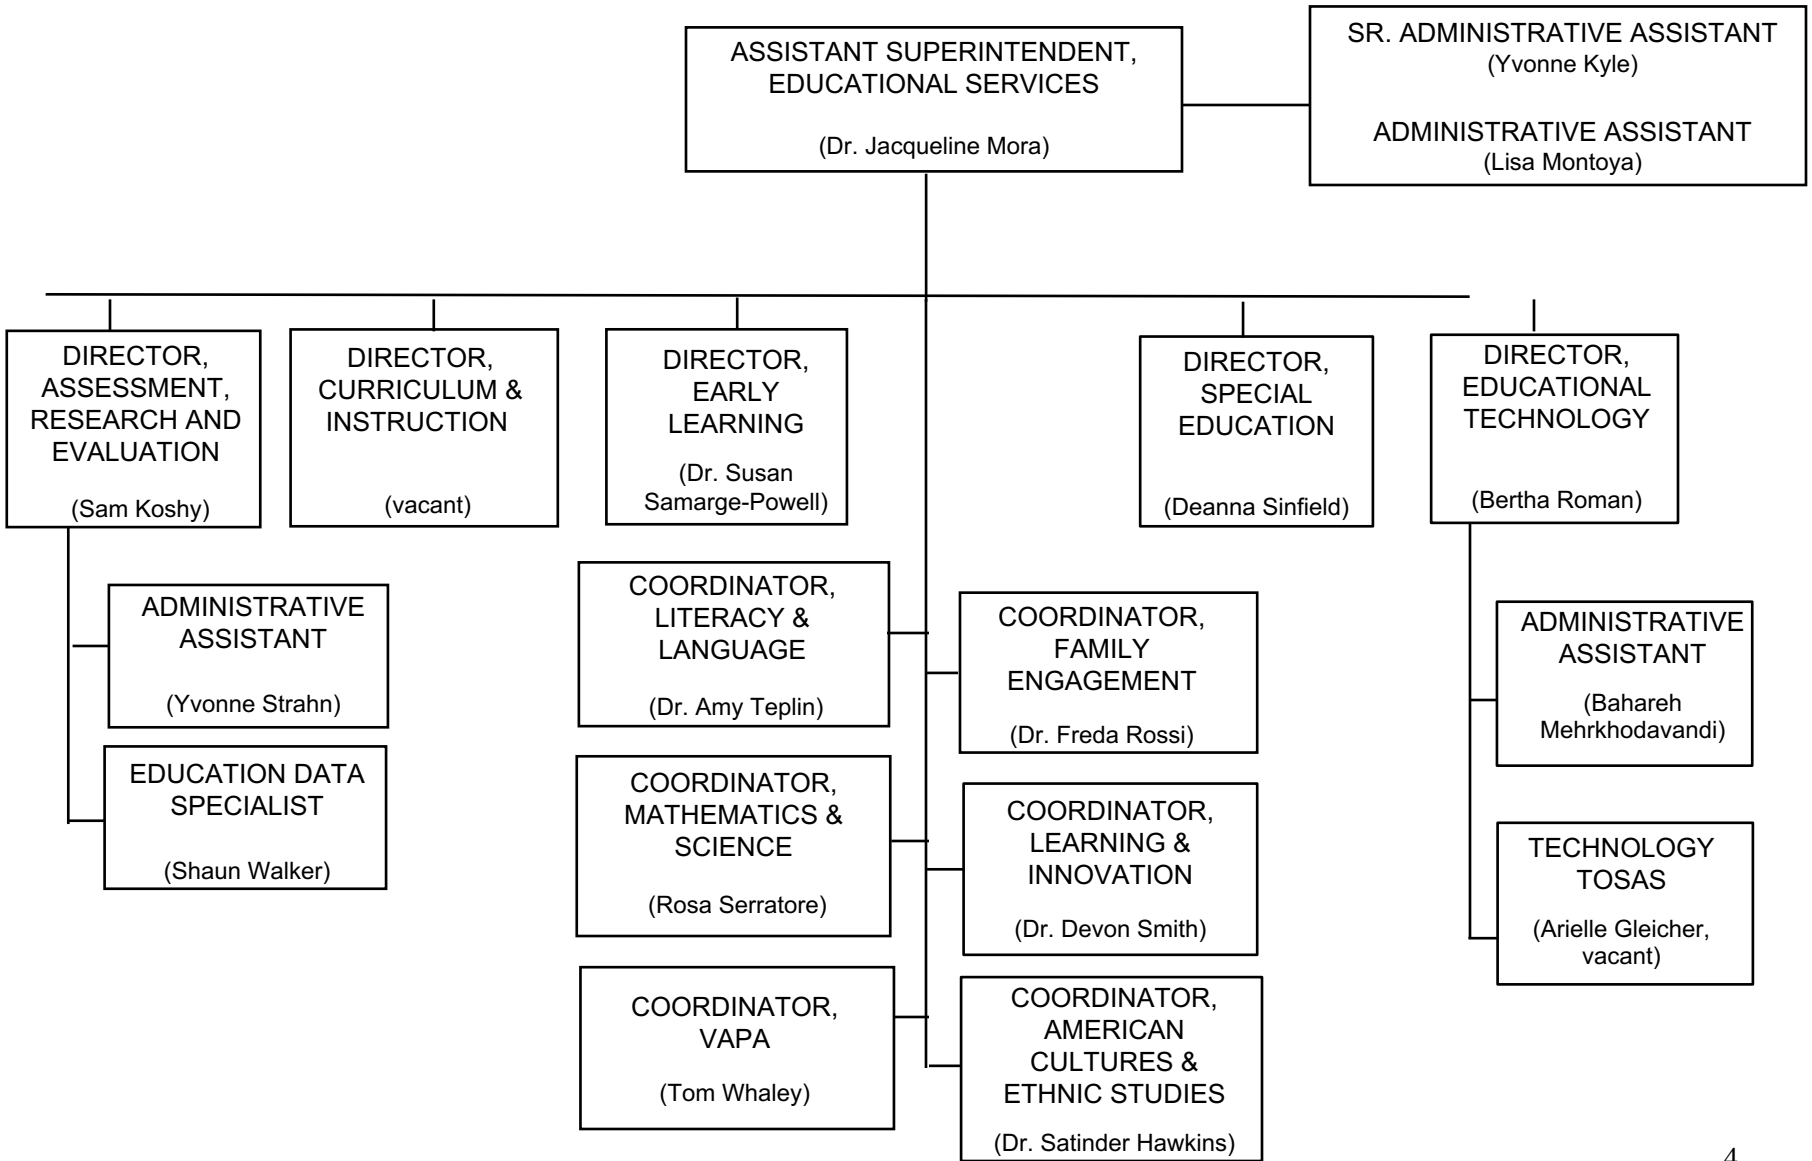 ASSISTANT SUPERINTENDENT,
EDUCATIONAL SERVICES
(Dr. Jacqueline Mora)
SR. ADMINISTRATIVE ASSISTANT
(Yvonne Kyle)
ADMINISTRATIVE ASSISTANT
(Lisa Montoya)
DIRECTOR,
ASSESSMENT,
RESEARCH AND
EVALUATION
(Sam Koshy)
DIRECTOR,
CURRICULUM &
INSTRUCTION
(vacant)
DIRECTOR,
EARLY
LEARNING
(Dr. Susan
Samarge-Powell)
DIRECTOR,
SPECIAL
EDUCATION
(Deanna Sinfield)
DIRECTOR,
EDUCATIONAL
TECHNOLOGY
(Bertha Roman)
ADMINISTRATIVE
ASSISTANT
(Yvonne Strahn)
EDUCATION DATA
SPECIALIST
(Shaun Walker)
COORDINATOR,
LITERACY &
LANGUAGE
(Dr. Amy Teplin)
COORDINATOR,
MATHEMATICS &
SCIENCE
(Rosa Serratore)
COORDINATOR,
VAPA
(Tom Whaley)
COORDINATOR,
FAMILY
ENGAGEMENT
(Dr. Freda Rossi)
COORDINATOR,
LEARNING &
INNOVATION
(Dr. Devon Smith)
COORDINATOR,
AMERICAN
CULTURES &
ETHNIC STUDIES
(Dr. Satinder Hawkins)
ADMINISTRATIVE
ASSISTANT
(Bahareh
Mehrkhodavandi)
TECHNOLOGY
TOSAS
(Arielle Gleicher,
vacant)
4